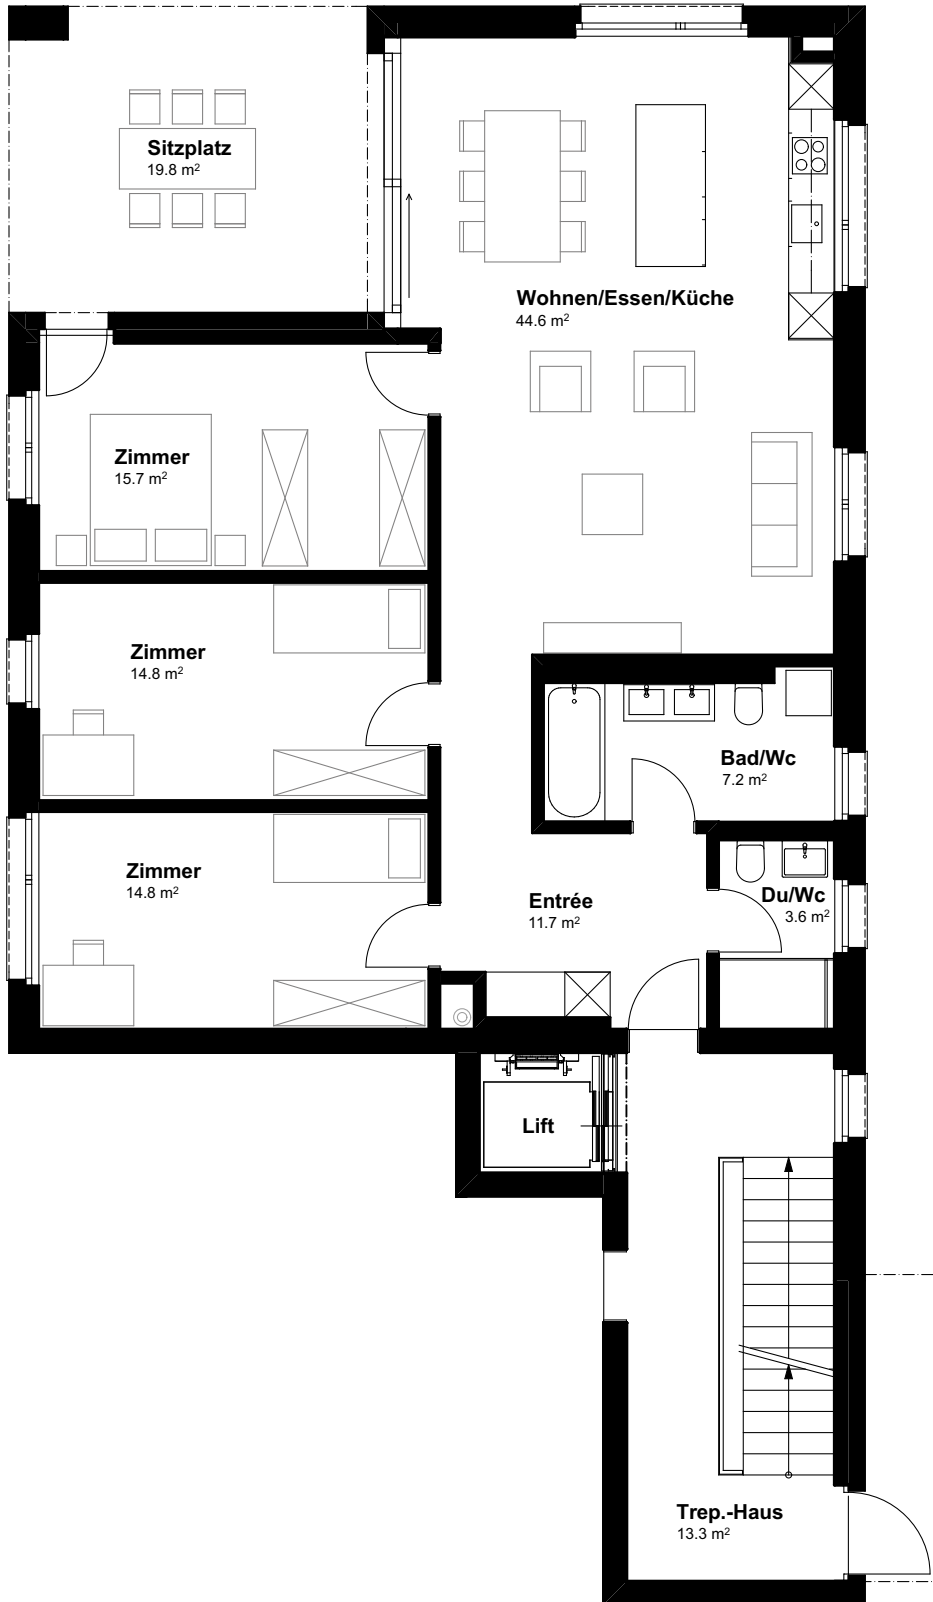 Sitzplatz
19.8 m²
Wohnen/Essen/Küche
44.6 m²
Zimmer
15.7 m²
Zimmer
14.8 m²
Bad/Wc
7.2 m²
Zimmer
14.8 m²
Entrée
11.7 m²
Du/Wc
3.6 m²
Lift
Trep.-Haus
13.3 m²